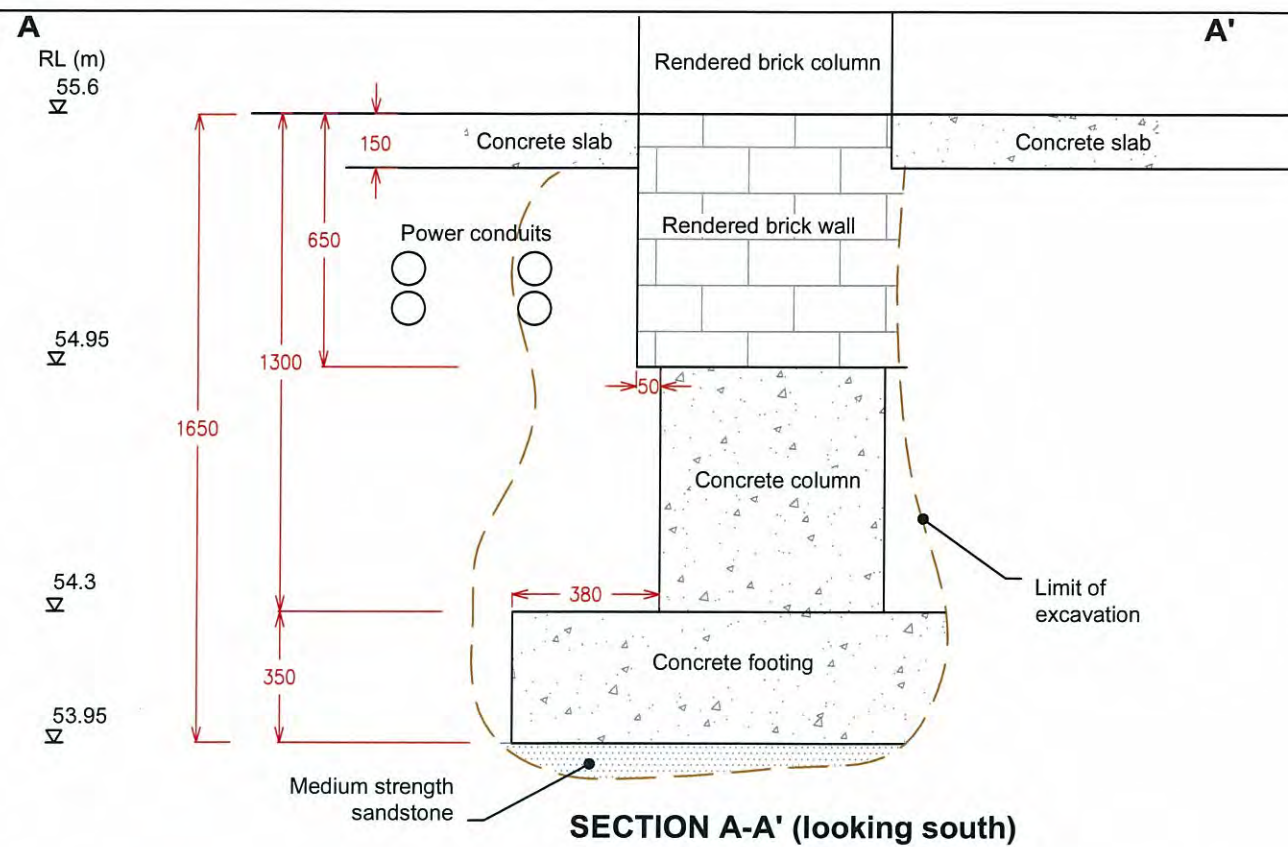 A
A'
RL (m)
55.6
Rendered brick column
150
Concrete slab
Concrete slab
650
Power conduits
Rendered brick wall
54.95
1300
50
1650
Concrete column
54.3
380
Limit of
excavation
350
Concrete footing
53.95
Medium strength
sandstone
SECTION A-A' (looking south)